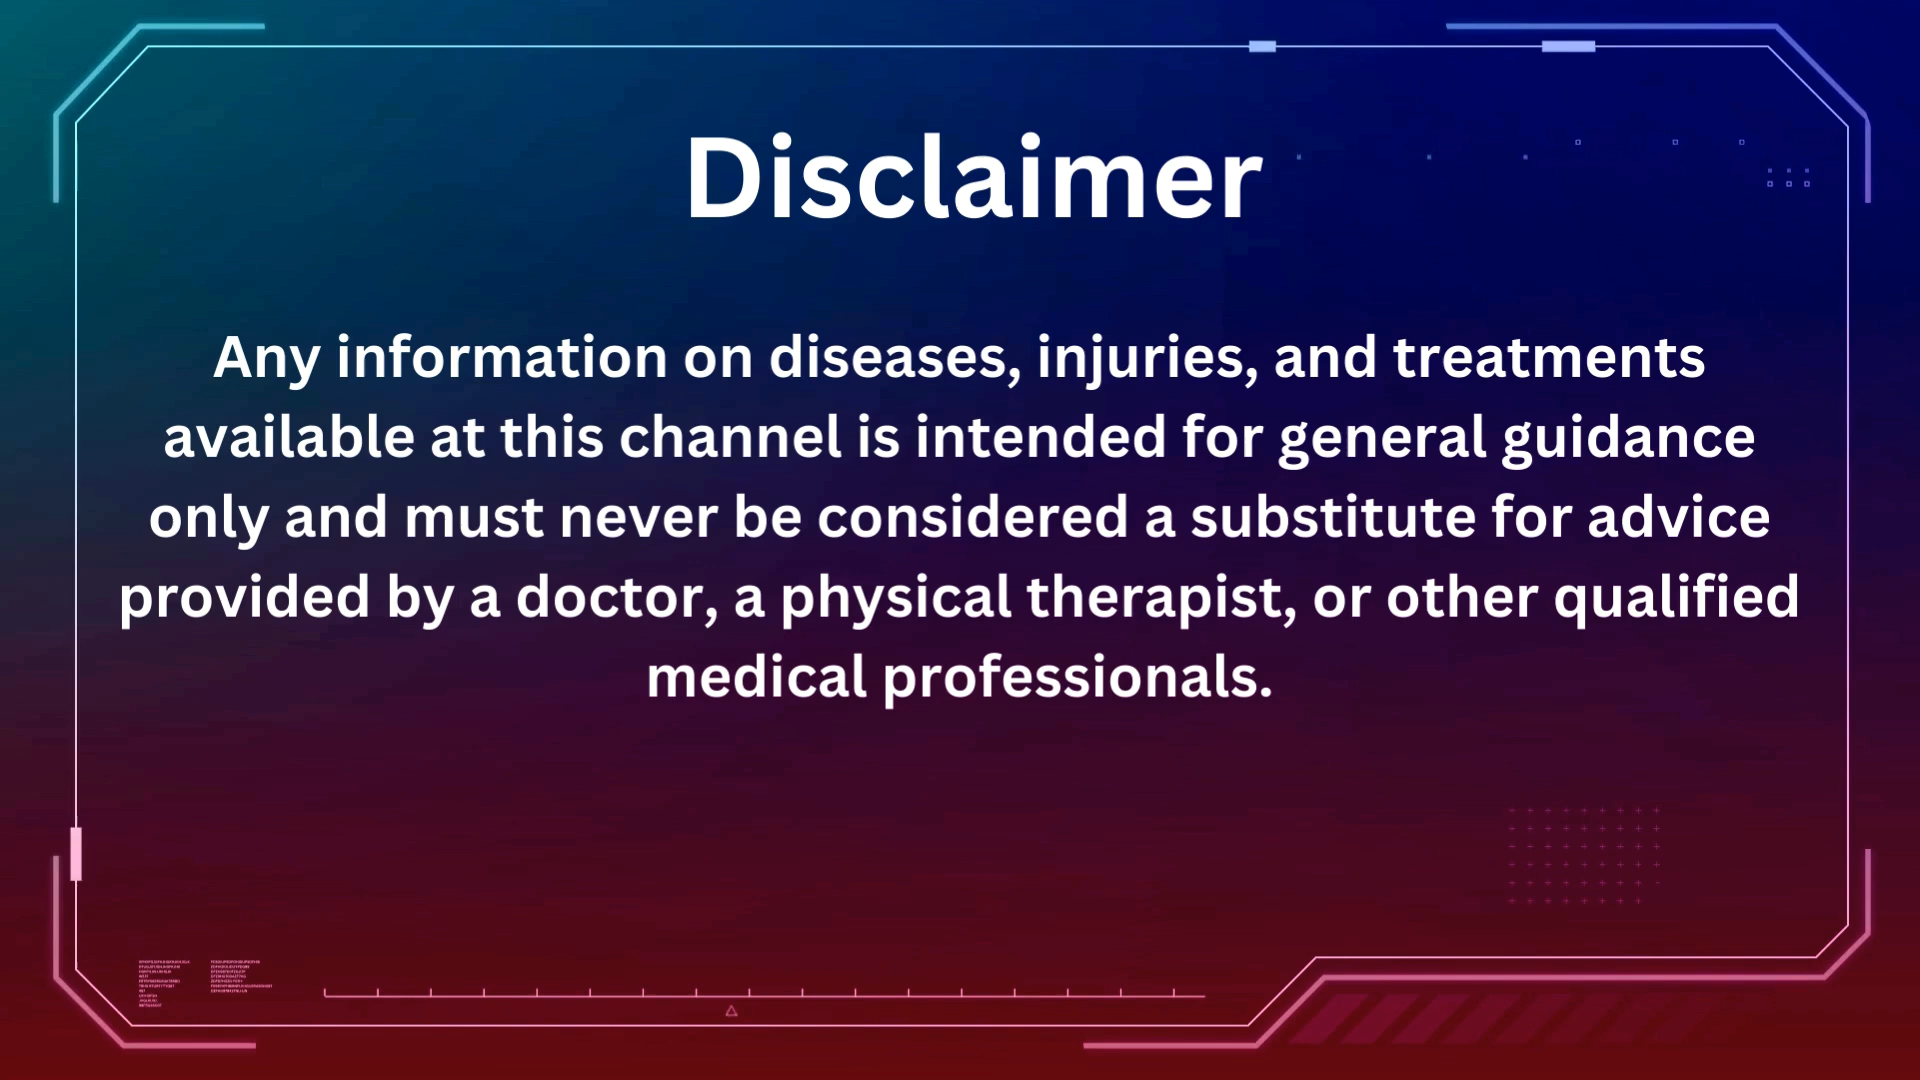 Disclaimer
Any information on diseases, injuries, and treatments
available at this channel is intended for general guidance
only and must never be considered a substitute for advice
provided by a doctor, a physical therapist, or other qualified
medical professionals.